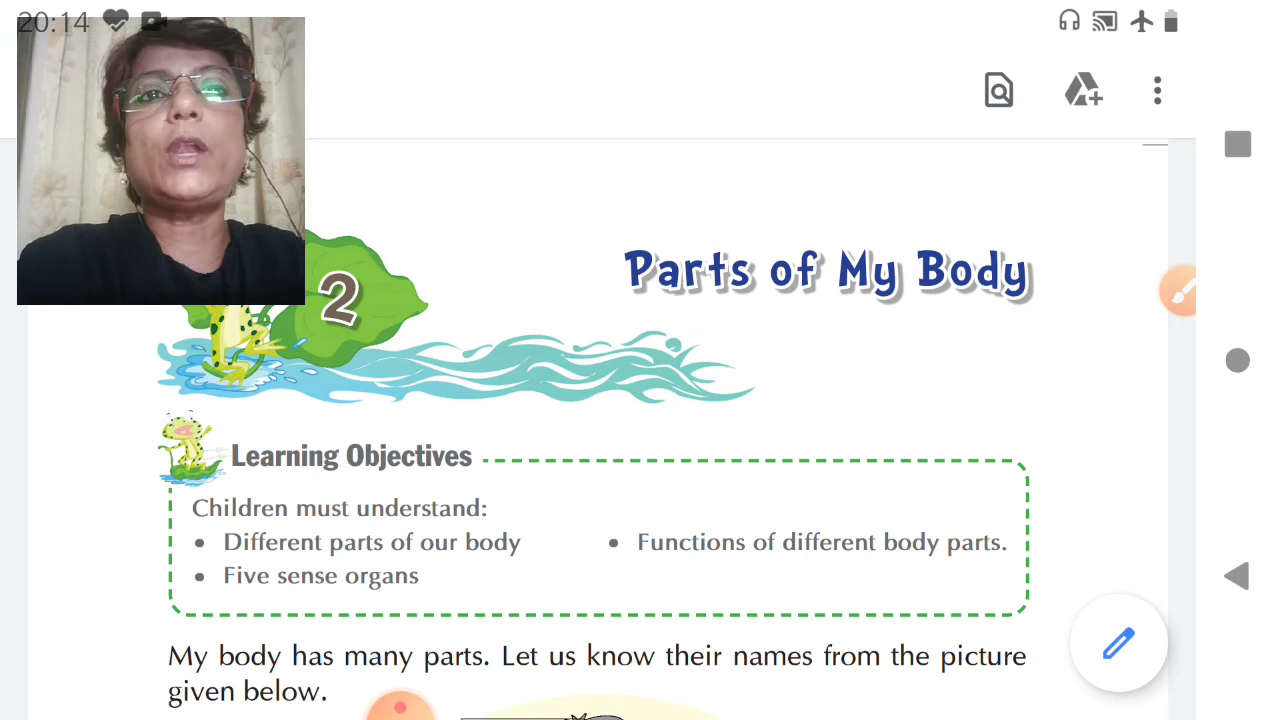 20:14
2
Parts of My Body
Learning Objectives
Children must understand:
• Different parts of our body
• Functions of different body parts.
• Five sense organs
My body has many parts. Let us know their names from the picture
given below.